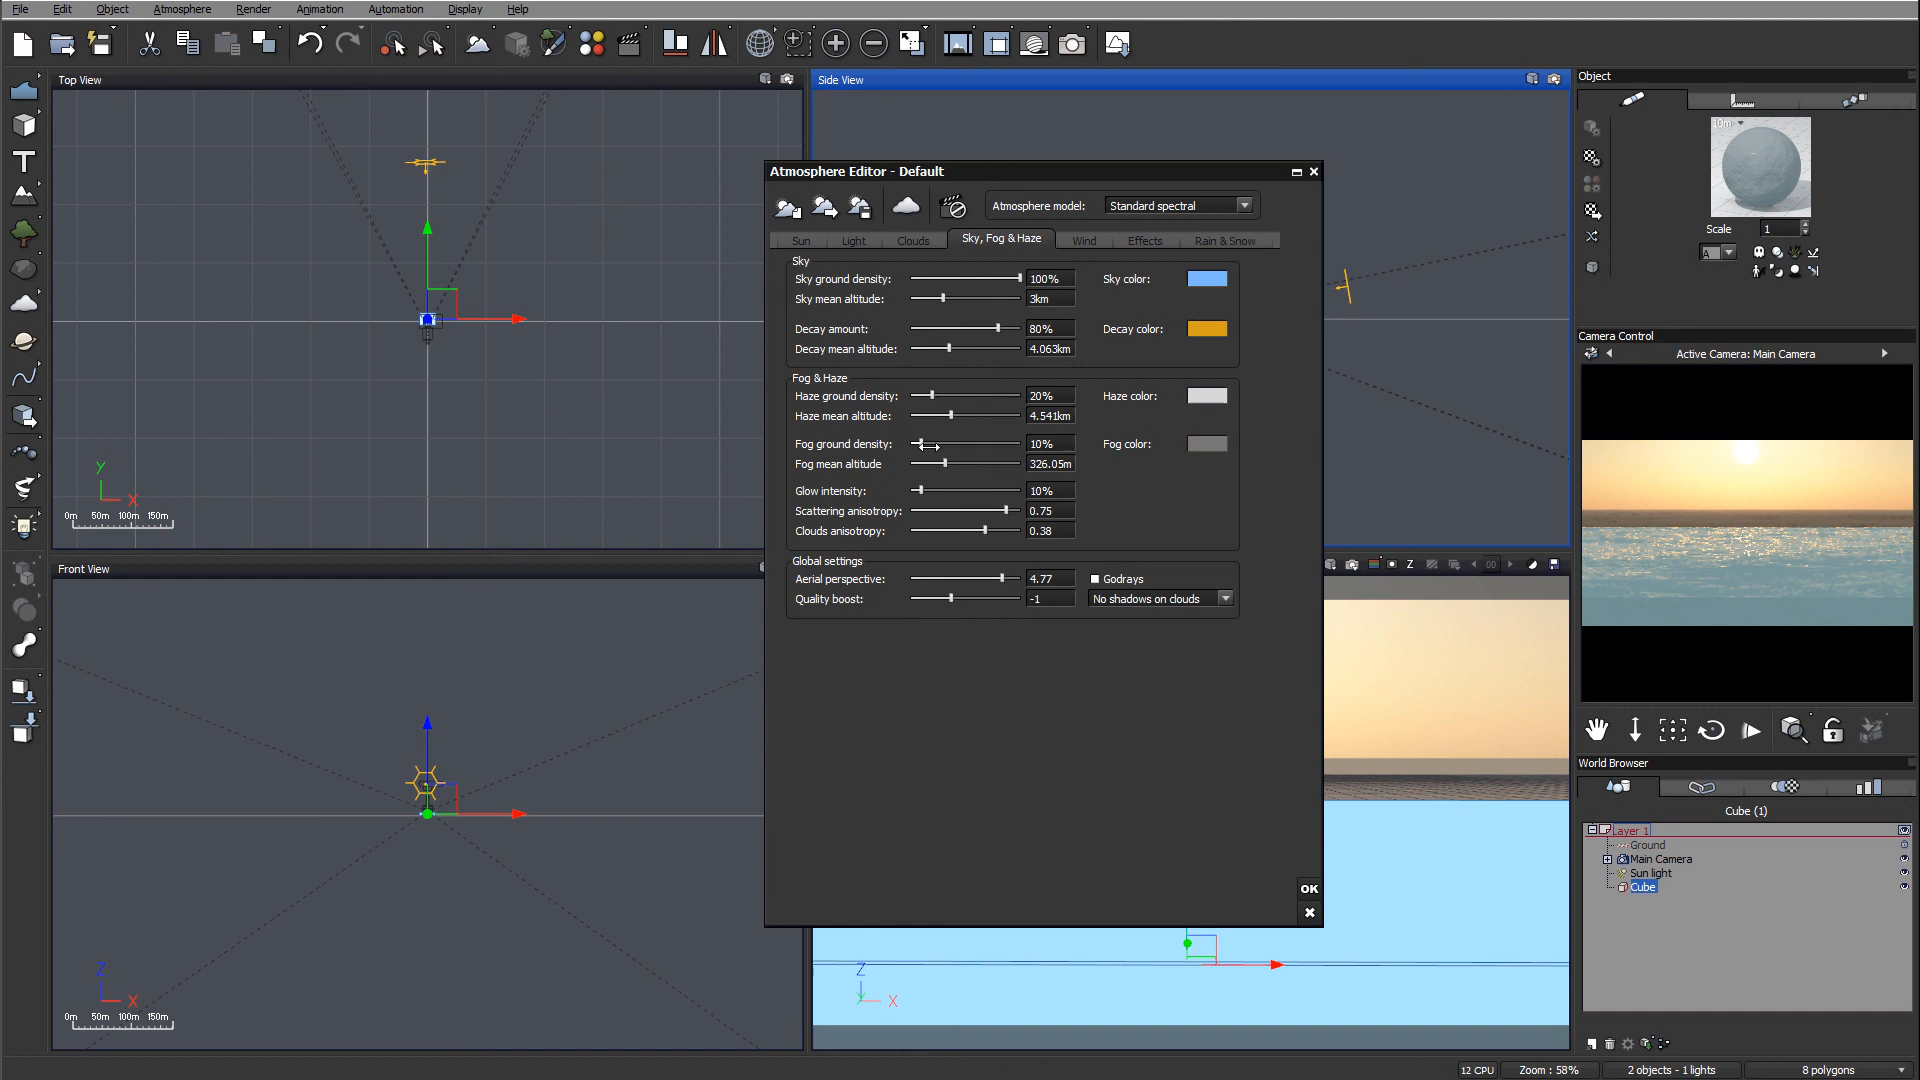 File Edit Object Atmosphere Render Animation Automation Display Help
Top View
Side View
Object
10m
Scale 1
A
Atmosphere Editor - Default
Atmosphere model: Standard spectral
Sun Light Clouds Sky, Fog & Haze Wind Effects Rain & Snow
Sky
Sky ground density: 100% Sky color:
Sky mean altitude: 3km
Decay amount: 80% Decay color:
Decay mean altitude: 4.063km
Fog & Haze
Haze ground density: 20% Haze color:
Haze mean altitude: 4.541km
Fog ground density: 10% Fog color:
Fog mean altitude 326.05m
Glow intensity: 10%
Scattering anisotropy: 0.75
Clouds anisotropy: 0.38
Global settings
Aerial perspective: 4.77 Godrays
Quality boost: -1 No shadows on clouds
OK
Y
X
0m 50m 100m 150m
Front View
Z
X
0m 50m 100m 150m
Z 00
Z
Y
X
Camera Control
Active Camera: Main Camera
World Browser
Cube (1)
Layer 1
Ground
Main Camera
Sun light
Cube
12 CPU Zoom : 58% 2 objects - 1 lights 8 polygons